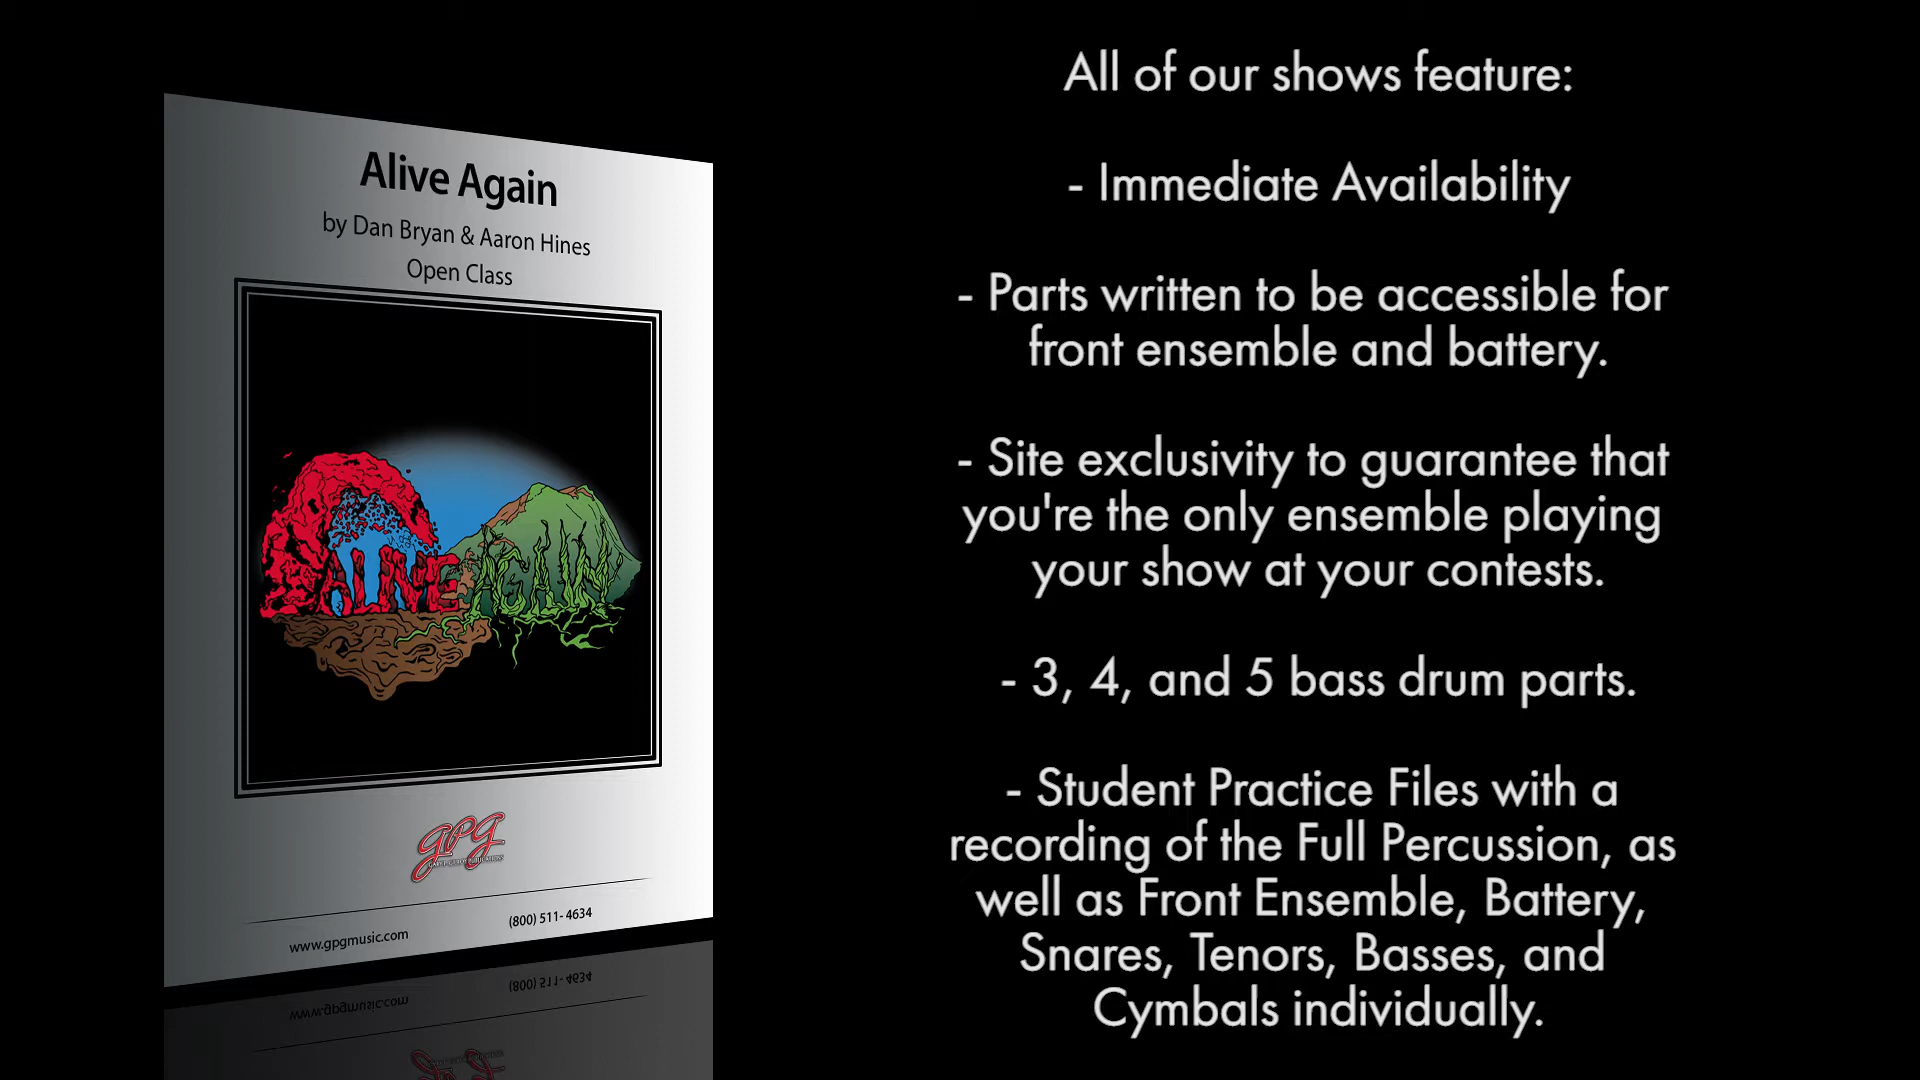 Alive Again
by Dan Bryan & Aaron Hines
Open Class
ALIVE AGAIN
gpg
www.gpgmusic.com
(800) 511- 4634
All of our shows feature:
- Immediate Availability
- Parts written to be accessible for
front ensemble and battery.
- Site exclusivity to guarantee that
you're the only ensemble playing
your show at your contests.
- 3, 4, and 5 bass drum parts.
- Student Practice Files with a
recording of the Full Percussion, as
well as Front Ensemble, Battery,
Snares, Tenors, Basses, and
Cymbals individually.